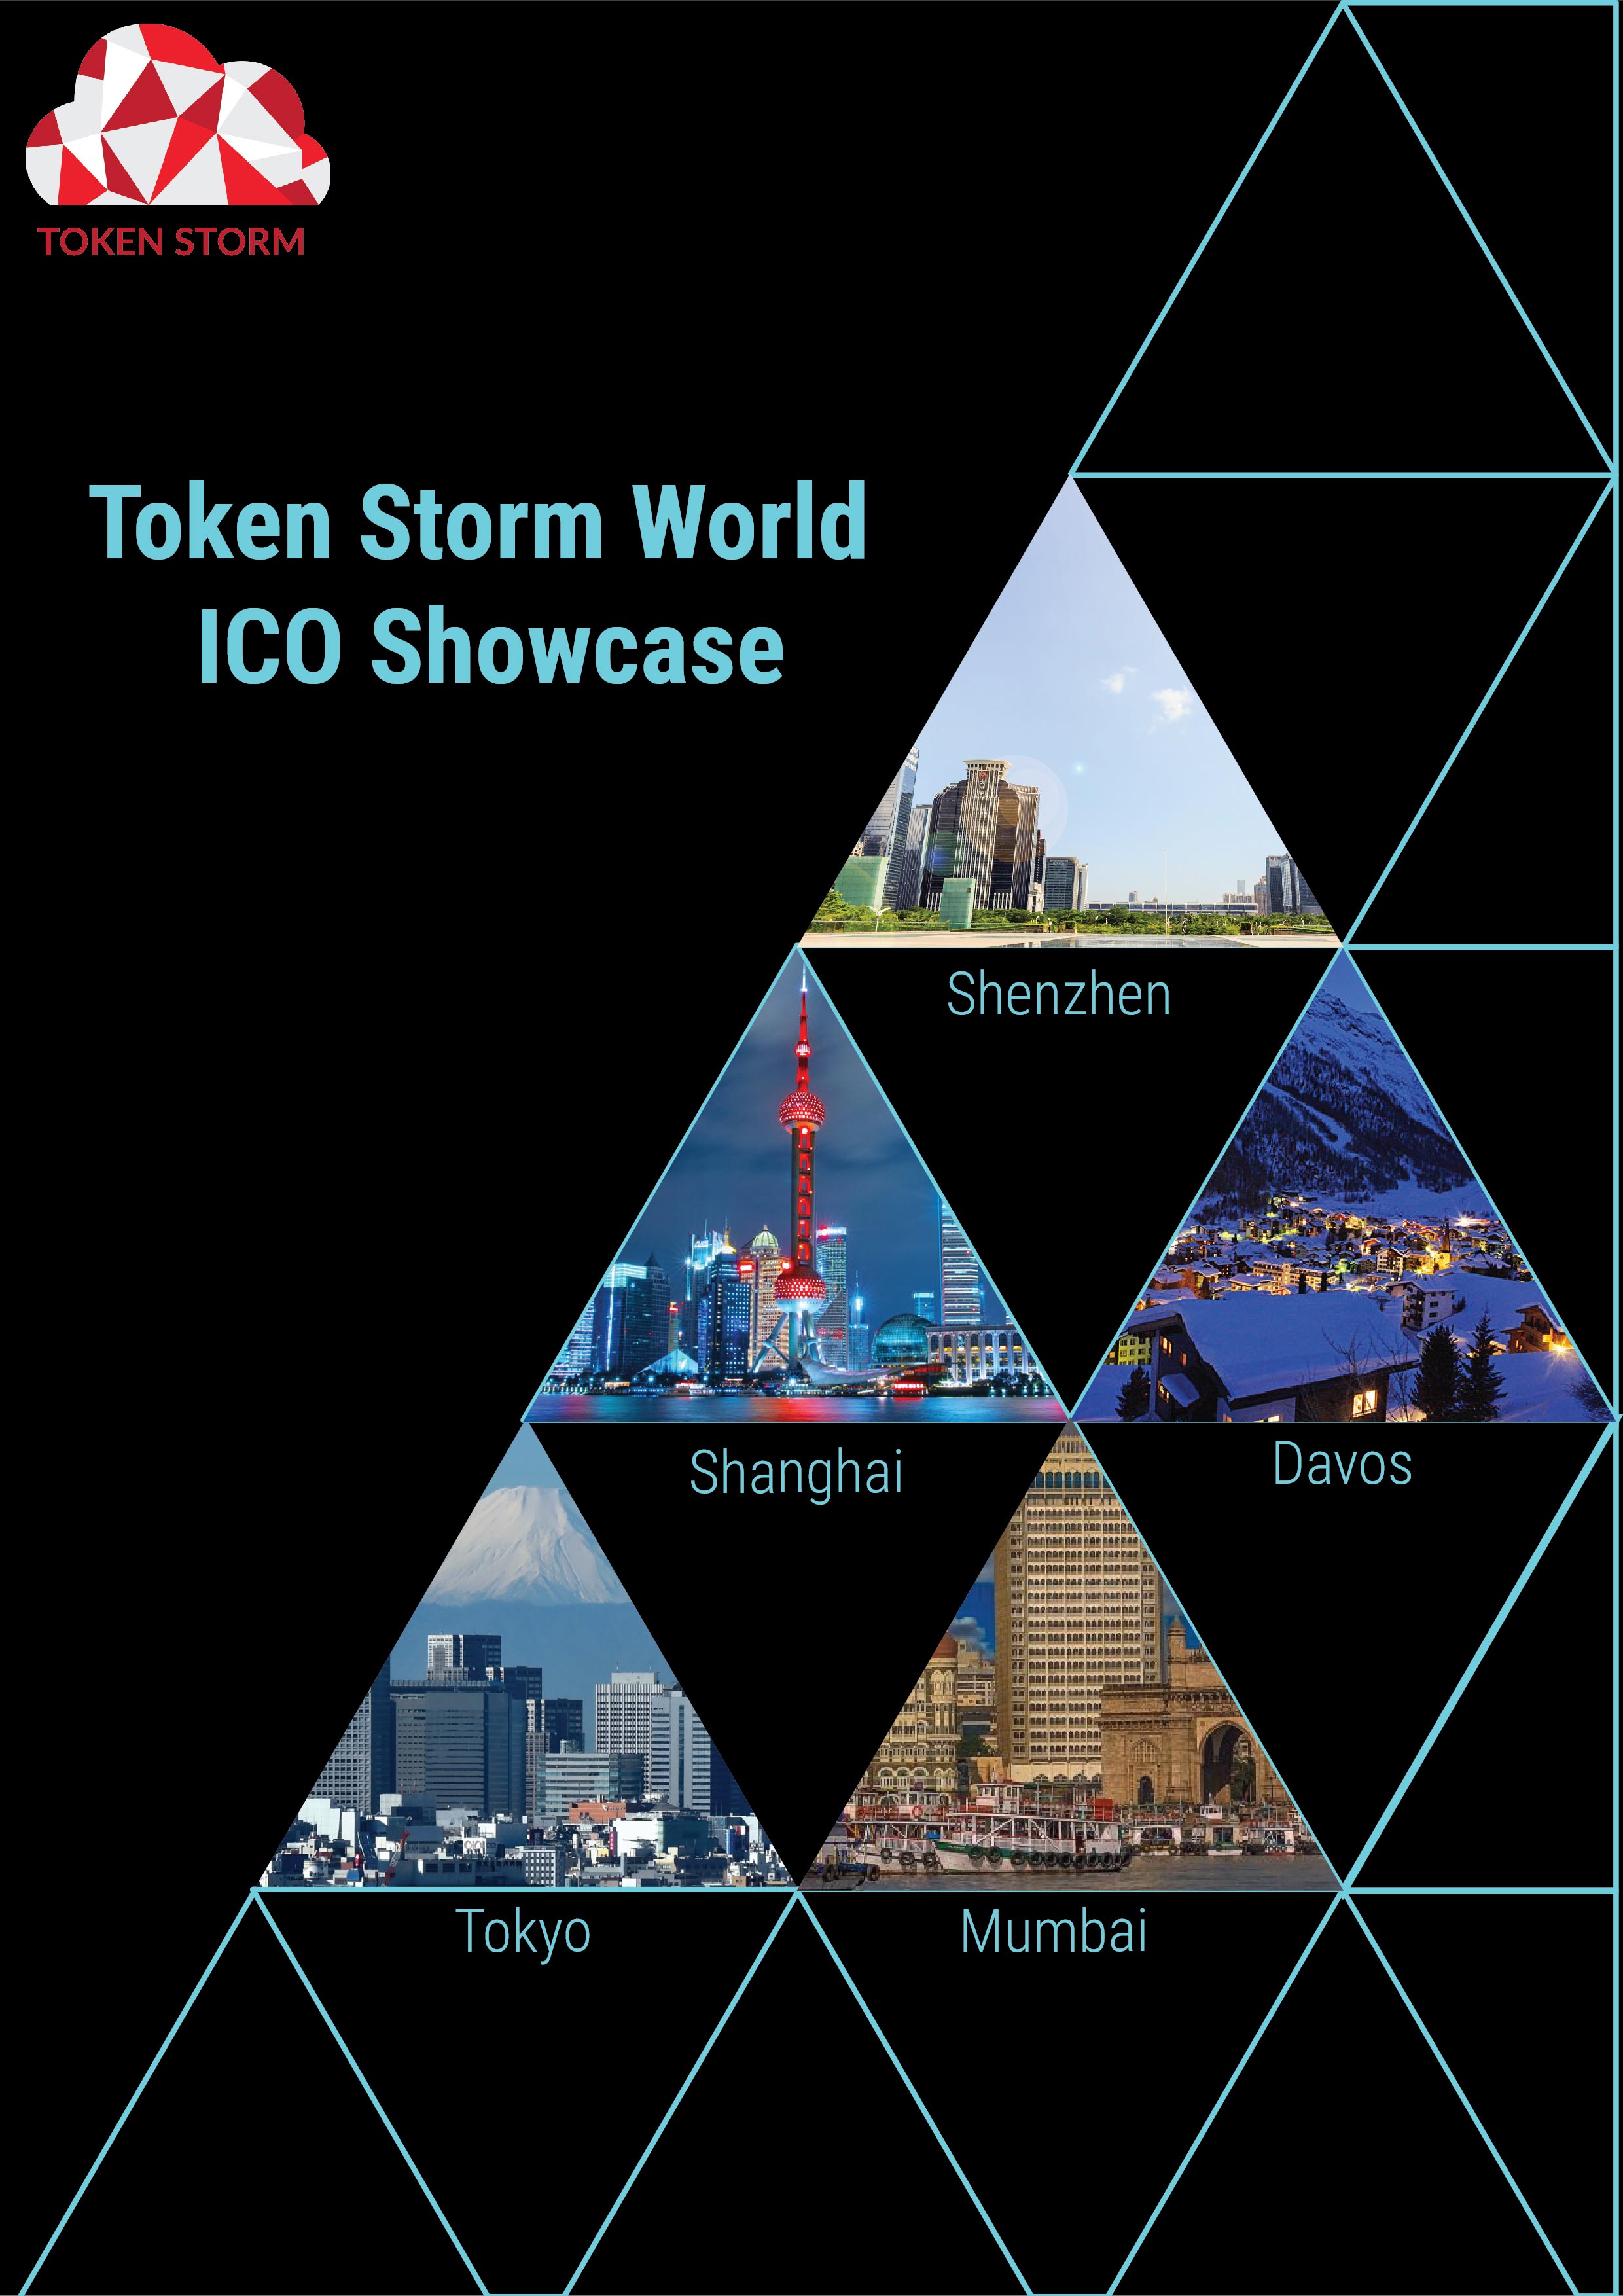 TOKEN STORM
Token Storm World
ICO Showcase
Shenzhen
Shanghai
Davos
Tokyo
Mumbai